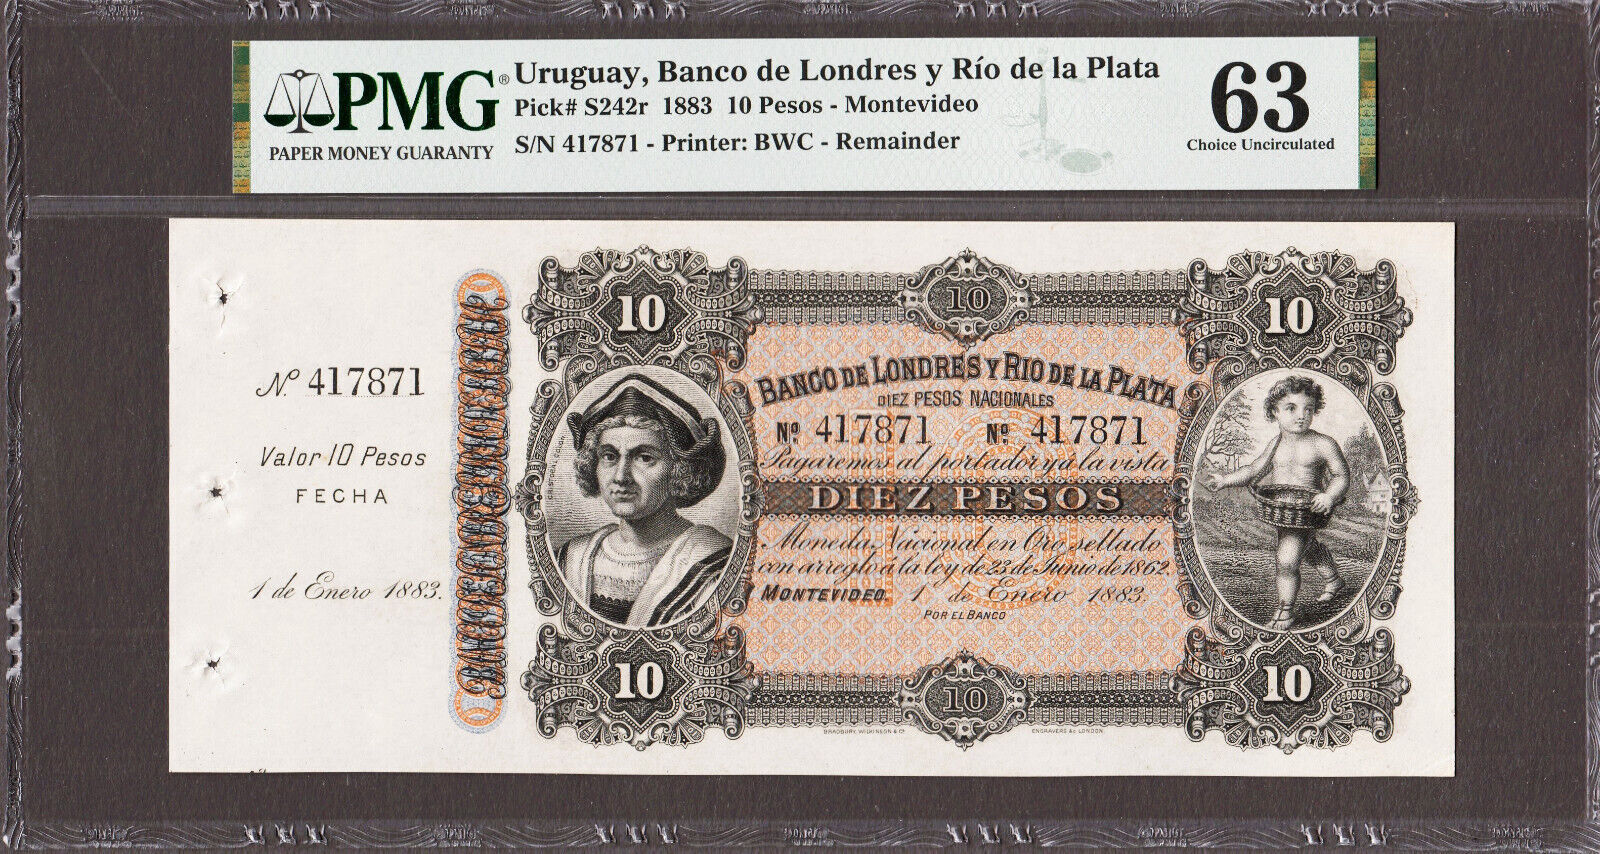 PMG®
PAPER MONEY GUARANTY
Uruguay, Banco de Londres y Río de la Plata
Pick# S242r 1883 10 Pesos - Montevideo
S/N 417871 - Printer: BWC - Remainder
63
Choice Uncirculated
Nº 417871
Valor 10 Pesos
FECHA
1 de Enero 1883.
10
10
10
CRISTOBAL COLON
BANCO DE LONDRES Y RIO DE LA PLATA
DIEZ PESOS NACIONALES
Nº 417871 Nº 417871
Pagaremos al portador y a la vista
DIEZ PESOS
Moneda Nacional en Oro sellado
con arreglo a la ley de 23 de Junio de 1862
MONTEVIDEO. 1 de Enero 1883.
POR EL BANCO
10
10
10
BRADBURY, WILKINSON & Cº ENGRAVERS &c LONDON